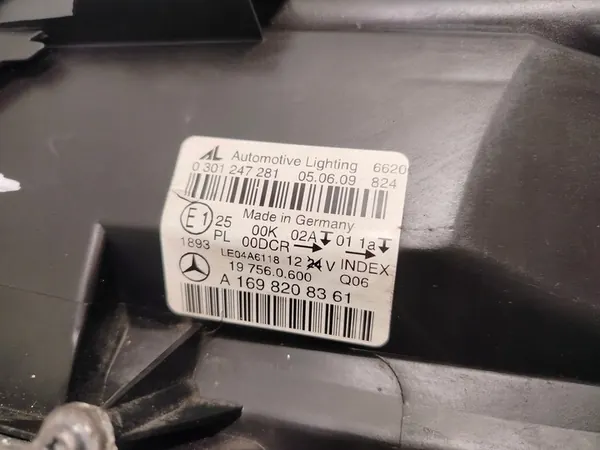 AL Automotive Lighting 6620
0 301 247 281 05.06.09 824
Made in Germany
E1 25 00K 02A 01 1a
PL 00DCR →
1893 LE04A6118 12 24 V INDEX
19 756.0.600 Q06
A 169 820 83 61